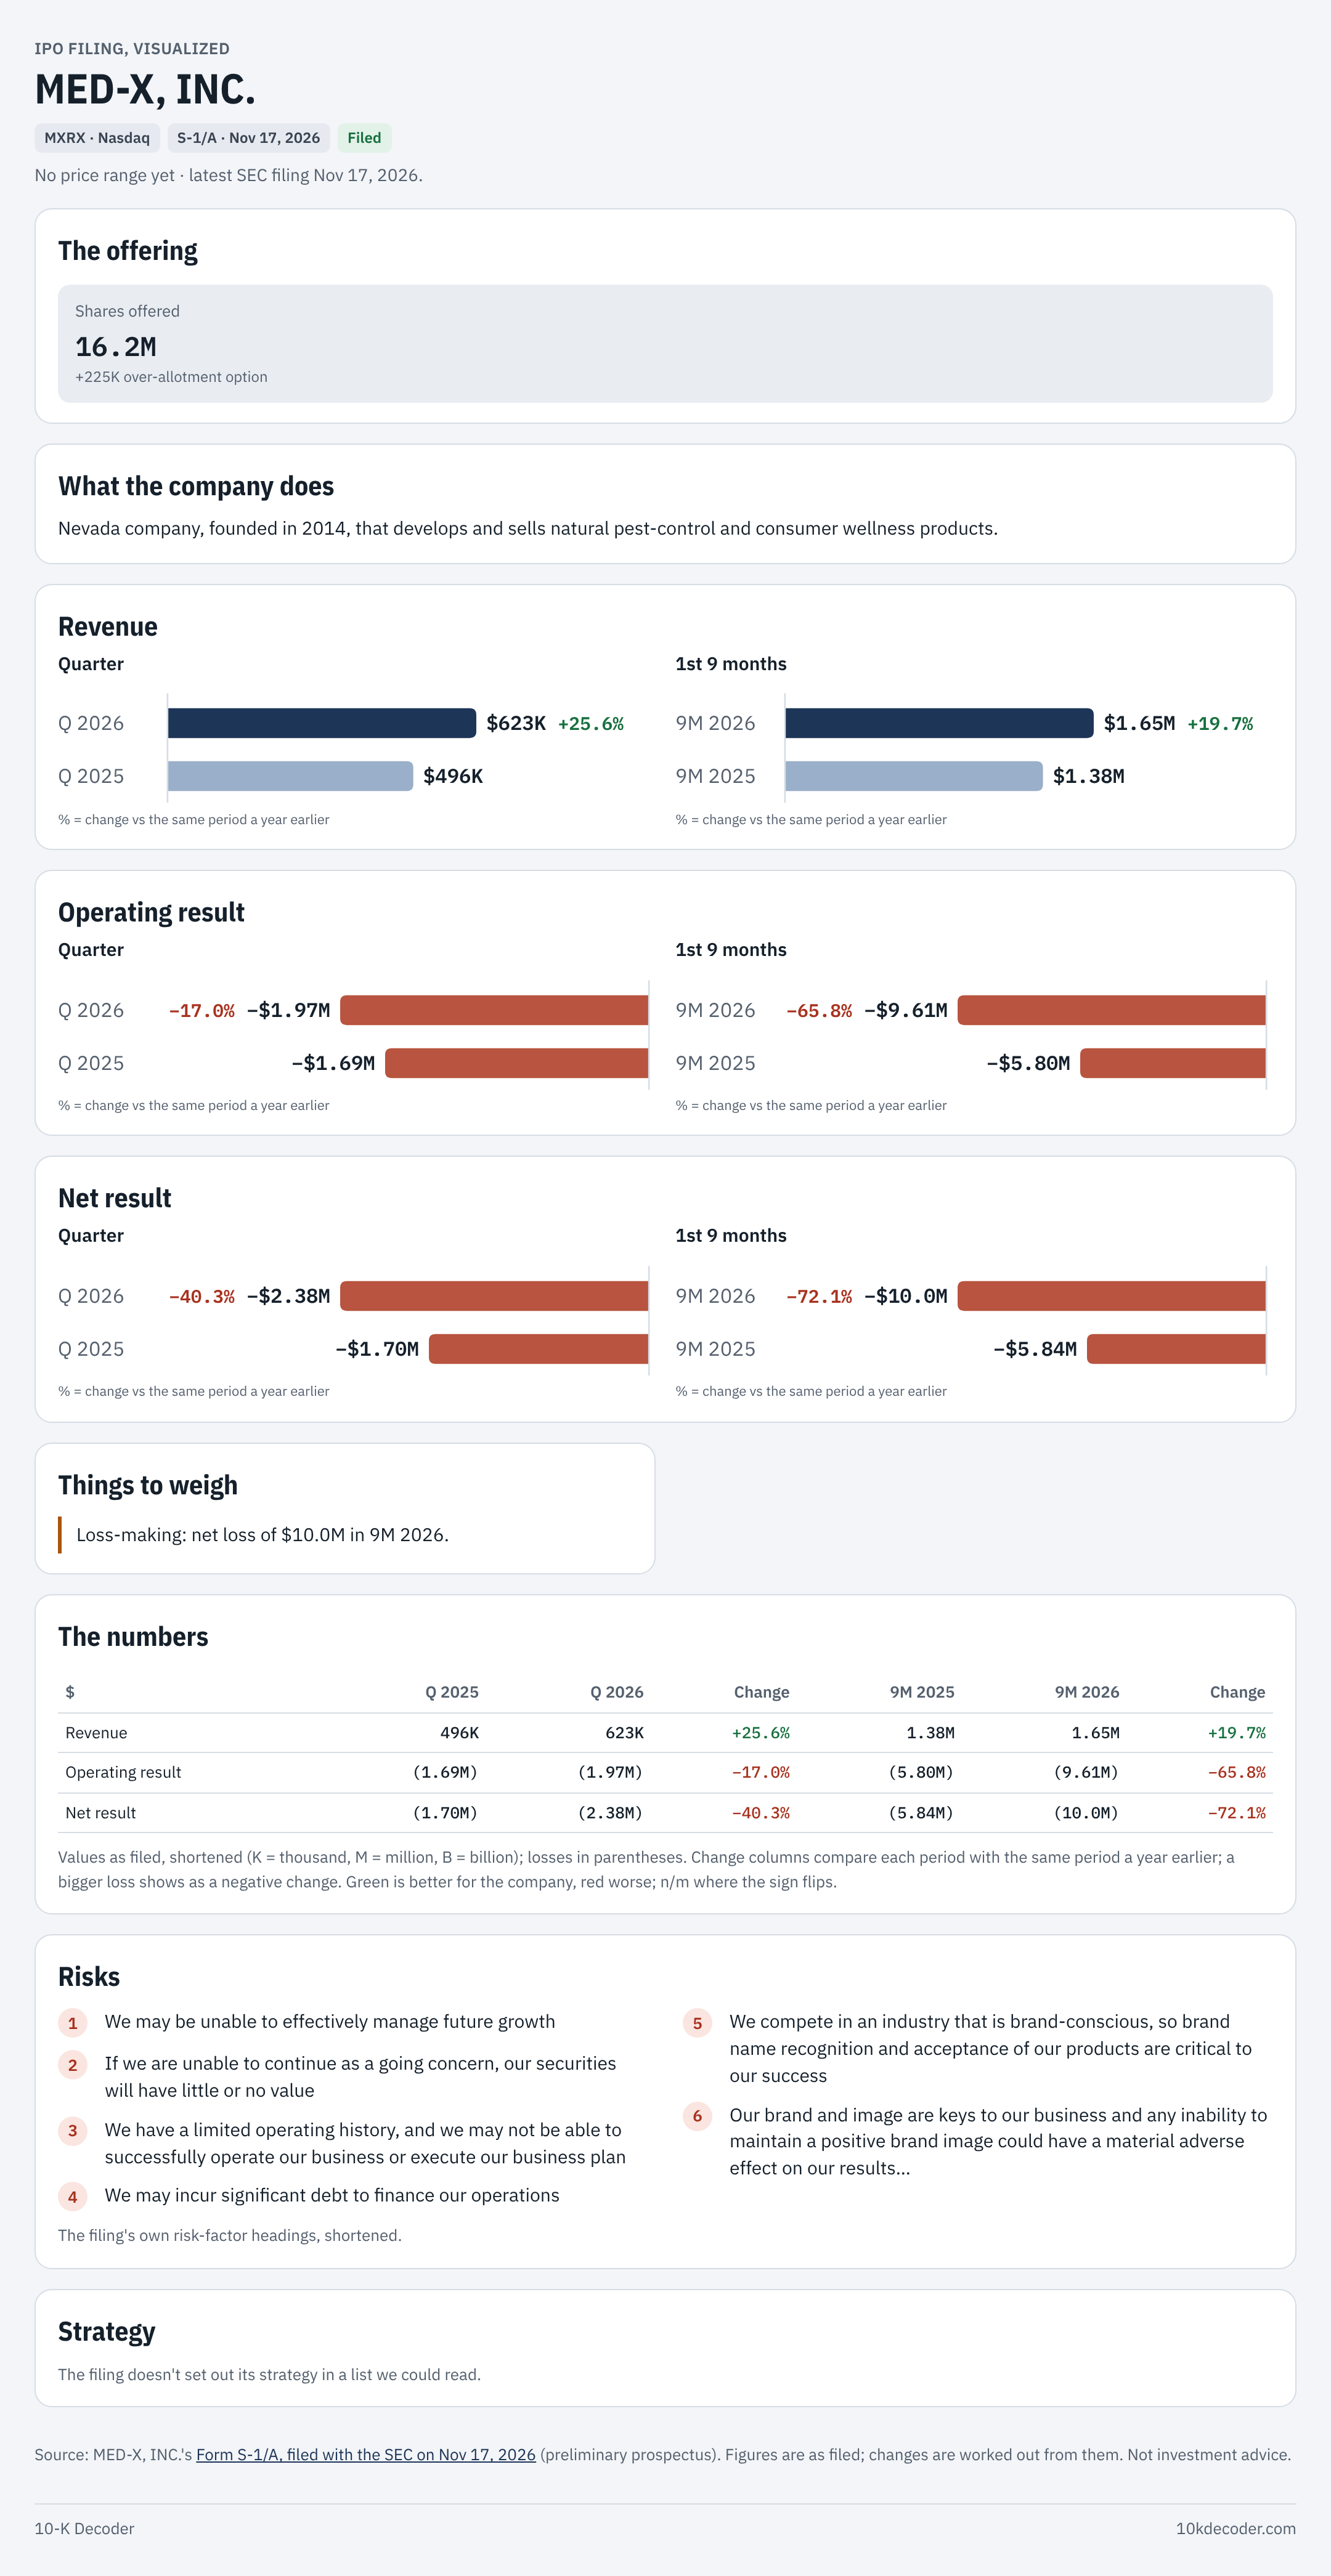 IPO FILING, VISUALIZED
MED-X, INC.
MXRX · Nasdaq
S-1/A · Nov 17, 2026
Filed
No price range yet · latest SEC filing Nov 17, 2026.
The offering
Shares offered
16.2M
+225K over-allotment option
What the company does
Nevada company, founded in 2014, that develops and sells natural pest-control and consumer wellness products.
Revenue
Quarter
Q 2026 $623K +25.6%
Q 2025 $496K
% = change vs the same period a year earlier
1st 9 months
9M 2026 $1.65M +19.7%
9M 2025 $1.38M
% = change vs the same period a year earlier
Operating result
Quarter
Q 2026 −17.0% −$1.97M
Q 2025 −$1.69M
% = change vs the same period a year earlier
1st 9 months
9M 2026 −65.8% −$9.61M
9M 2025 −$5.80M
% = change vs the same period a year earlier
Net result
Quarter
Q 2026 −40.3% −$2.38M
Q 2025 −$1.70M
% = change vs the same period a year earlier
1st 9 months
9M 2026 −72.1% −$10.0M
9M 2025 −$5.84M
% = change vs the same period a year earlier
Things to weigh
Loss-making: net loss of $10.0M in 9M 2026.
The numbers
$ Q 2025 Q 2026 Change 9M 2025 9M 2026 Change
Revenue 496K 623K +25.6% 1.38M 1.65M +19.7%
Operating result (1.69M) (1.97M) −17.0% (5.80M) (9.61M) −65.8%
Net result (1.70M) (2.38M) −40.3% (5.84M) (10.0M) −72.1%
Values as filed, shortened (K = thousand, M = million, B = billion); losses in parentheses. Change columns compare each period with the same period a year earlier; a
bigger loss shows as a negative change. Green is better for the company, red worse; n/m where the sign flips.
Risks
1 We may be unable to effectively manage future growth
2 If we are unable to continue as a going concern, our securities
will have little or no value
3 We have a limited operating history, and we may not be able to
successfully operate our business or execute our business plan
4 We may incur significant debt to finance our operations
5 We compete in an industry that is brand-conscious, so brand
name recognition and acceptance of our products are critical to
our success
6 Our brand and image are keys to our business and any inability to
maintain a positive brand image could have a material adverse
effect on our results...
The filing's own risk-factor headings, shortened.
Strategy
The filing doesn't set out its strategy in a list we could read.
Source: MED-X, INC.'s Form S-1/A, filed with the SEC on Nov 17, 2026 (preliminary prospectus). Figures are as filed; changes are worked out from them. Not investment advice.
10-K Decoder
10kdecoder.com